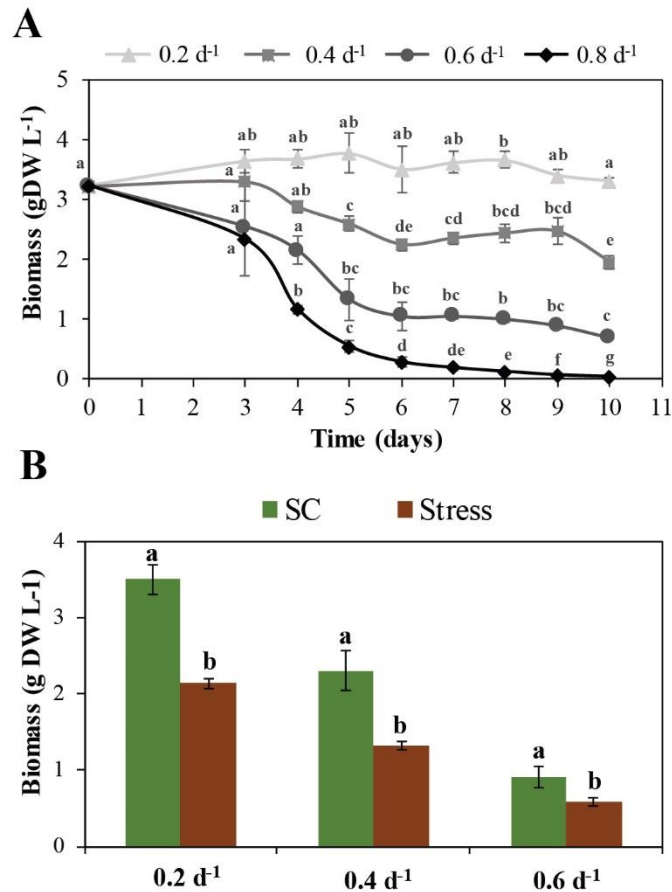 A
0.2 d⁻¹ 0.4 d⁻¹ 0.6 d⁻¹ 0.8 d⁻¹
Biomass (gDW L⁻¹)
5
4
3
2
1
0
a ab ab ab ab ab b ab a
a ab c de cd bcd bcd e
a a bc bc bc b bc c
a b c d de e f g
0 1 2 3 4 5 6 7 8 9 10 11
Time (days)
B
SC Stress
Biomass (g DW L-1)
4
3
2
1
0
a b a b a b
0.2 d⁻¹ 0.4 d⁻¹ 0.6 d⁻¹